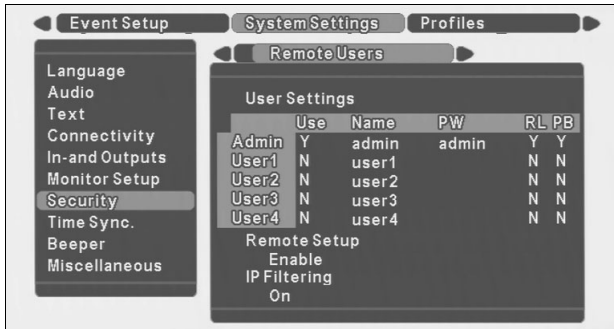 Event Setup System Settings Profiles
Remote Users
Language
Audio
Text
Connectivity
In-and Outputs
Monitor Setup
Security
Time Sync.
Beeper
Miscellaneous
User Settings
Use Name PW RL PB
Admin Y admin admin Y Y
User1 N user1 N N
User2 N user2 N N
User3 N user3 N N
User4 N user4 N N
Remote Setup
Enable
IP Filtering
On